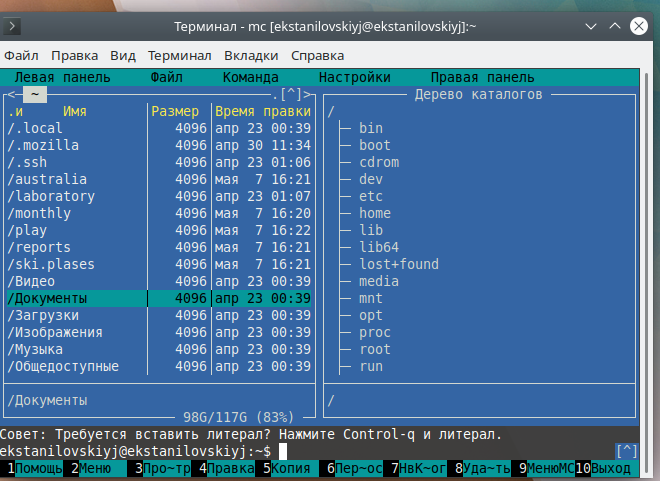 Терминал - mc [ekstanilovskiyj@ekstanilovskiyj]:~
Файл Правка Вид Терминал Вкладки Справка
Левая панель Файл Команда Настройки Правая панель
<─ ~ ─.[^]>
Дерево каталогов
.и Имя Размер Время правки
/.local 4096 апр 23 00:39
/.mozilla 4096 апр 30 11:34
/.ssh 4096 апр 23 01:06
/australia 4096 мая 7 16:21
/laboratory 4096 апр 23 01:07
/monthly 4096 мая 7 16:20
/play 4096 мая 7 16:22
/reports 4096 мая 7 16:21
/ski.plases 4096 мая 7 16:21
/Видео 4096 апр 23 00:39
/Документы 4096 апр 23 00:39
/Загрузки 4096 апр 23 00:39
/Изображения 4096 апр 23 00:39
/Музыка 4096 апр 23 00:39
/Общедоступные 4096 апр 23 00:39
/Документы
98G/117G (83%)
/
bin
boot
cdrom
dev
etc
home
lib
lib64
lost+found
media
mnt
opt
proc
root
run
/
Совет: Требуется вставить литерал? Нажмите Control-q и литерал.
ekstanilovskiyj@ekstanilovskiyj:~$ [^]
1Помощь 2Меню 3Про~тр 4Правка 5Копия 6Пер~ос 7НвК~ог 8Уда~ть 9МенюМС 10Выход